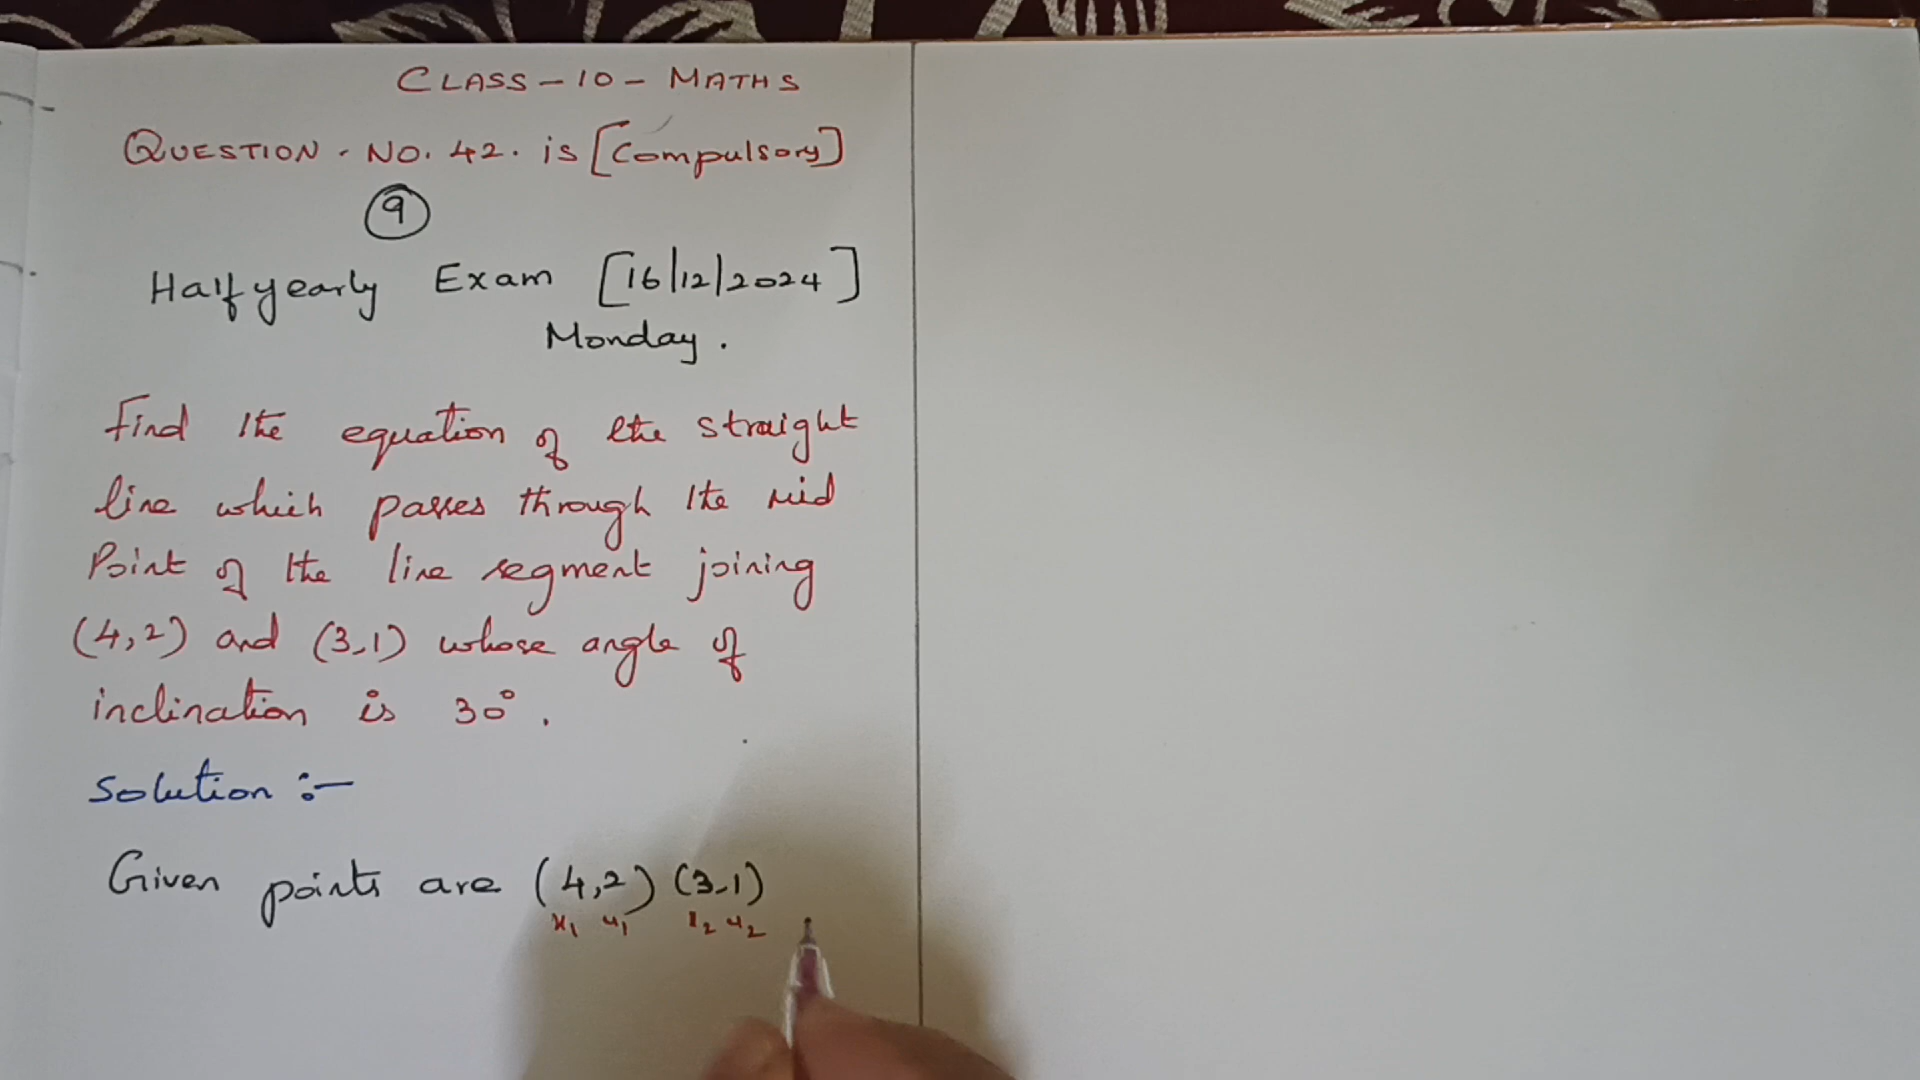 CLASS - 10 - MATHS
QUESTION . NO. 42. is [Compulsory]
9
Halfyearly Exam [16/12/2024]
Monday.
Find the equation of the straight
line which passes through the mid
Point of the line segment joining
(4,2) and (3,1) whose angle of
inclination is 30°.
Solution :-
Given points are (4,2) (3,1)
x1 y1 x2 y2